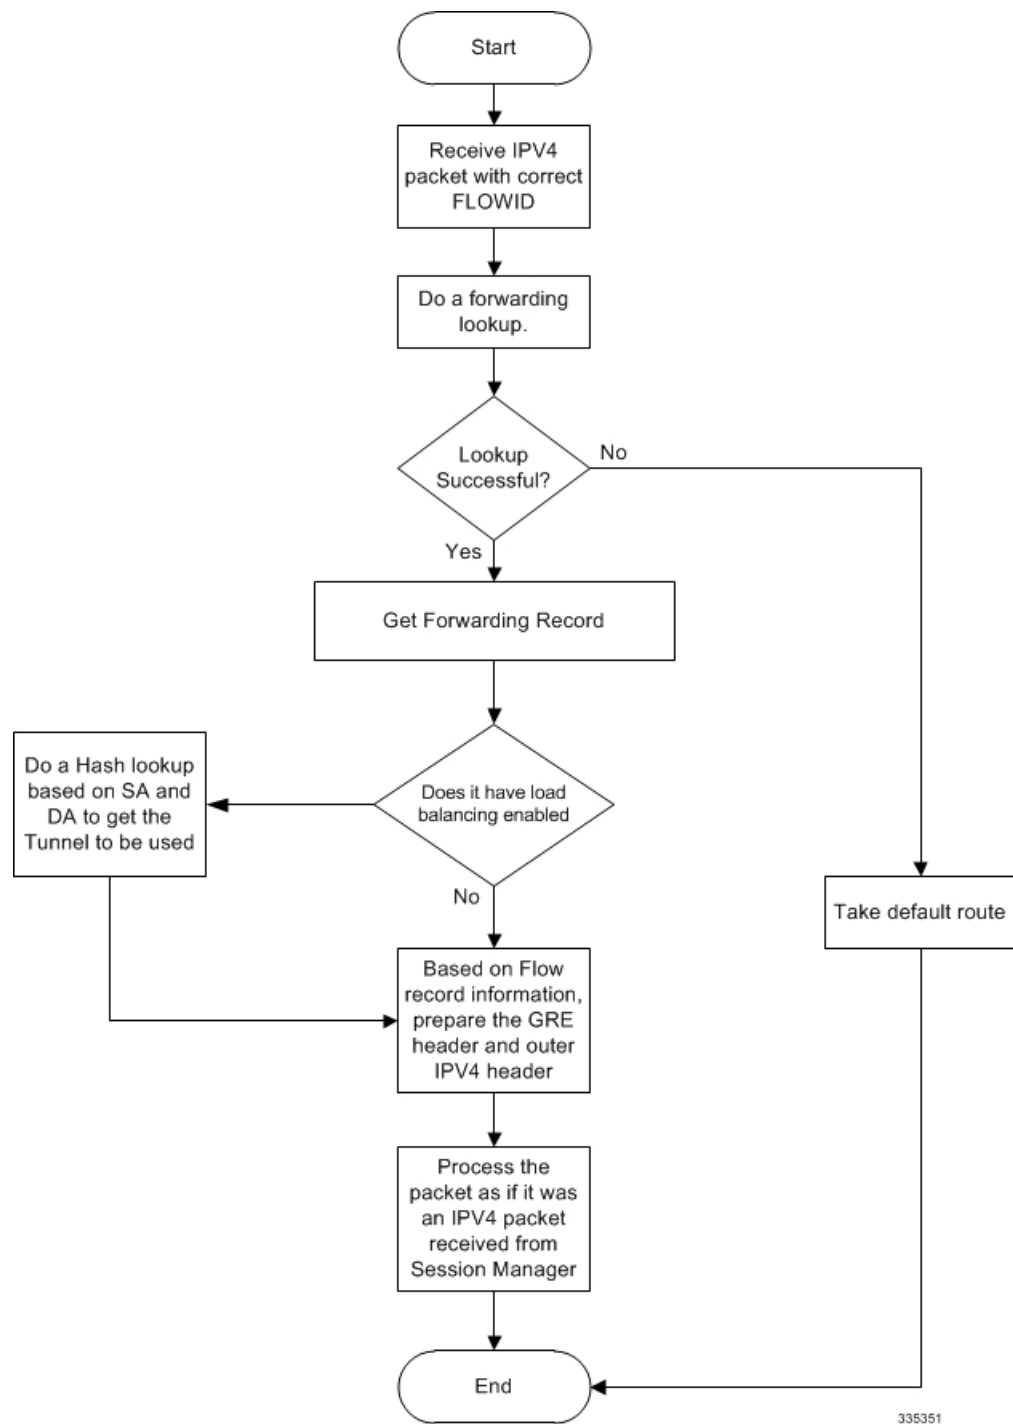 Start
Receive IPV4
packet with correct
FLOWID
Do a forwarding
lookup.
Lookup
Successful?
No
Yes
Get Forwarding Record
Does it have load
balancing enabled
Do a Hash lookup
based on SA and
DA to get the
Tunnel to be used
No
Take default route
Based on Flow
record information,
prepare the GRE
header and outer
IPV4 header
Process the
packet as if it was
an IPV4 packet
received from
Session Manager
End
335351